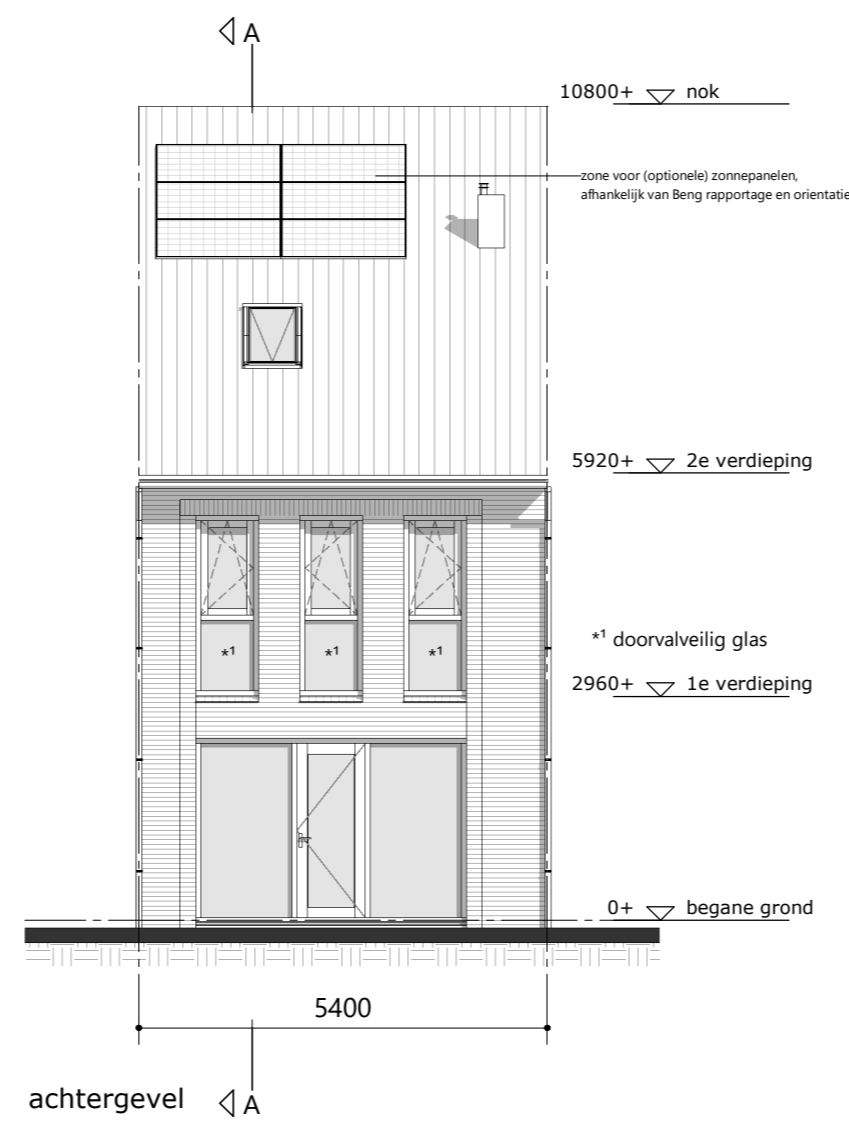 A
10800+ nok
zone voor (optionele) zonnepanelen,
afhankelijk van Beng rapportage en orientatie
5920+ 2e verdieping
*¹ doorvalveilig glas
*¹ *¹ *¹
2960+ 1e verdieping
0+ begane grond
5400
achtergevel A